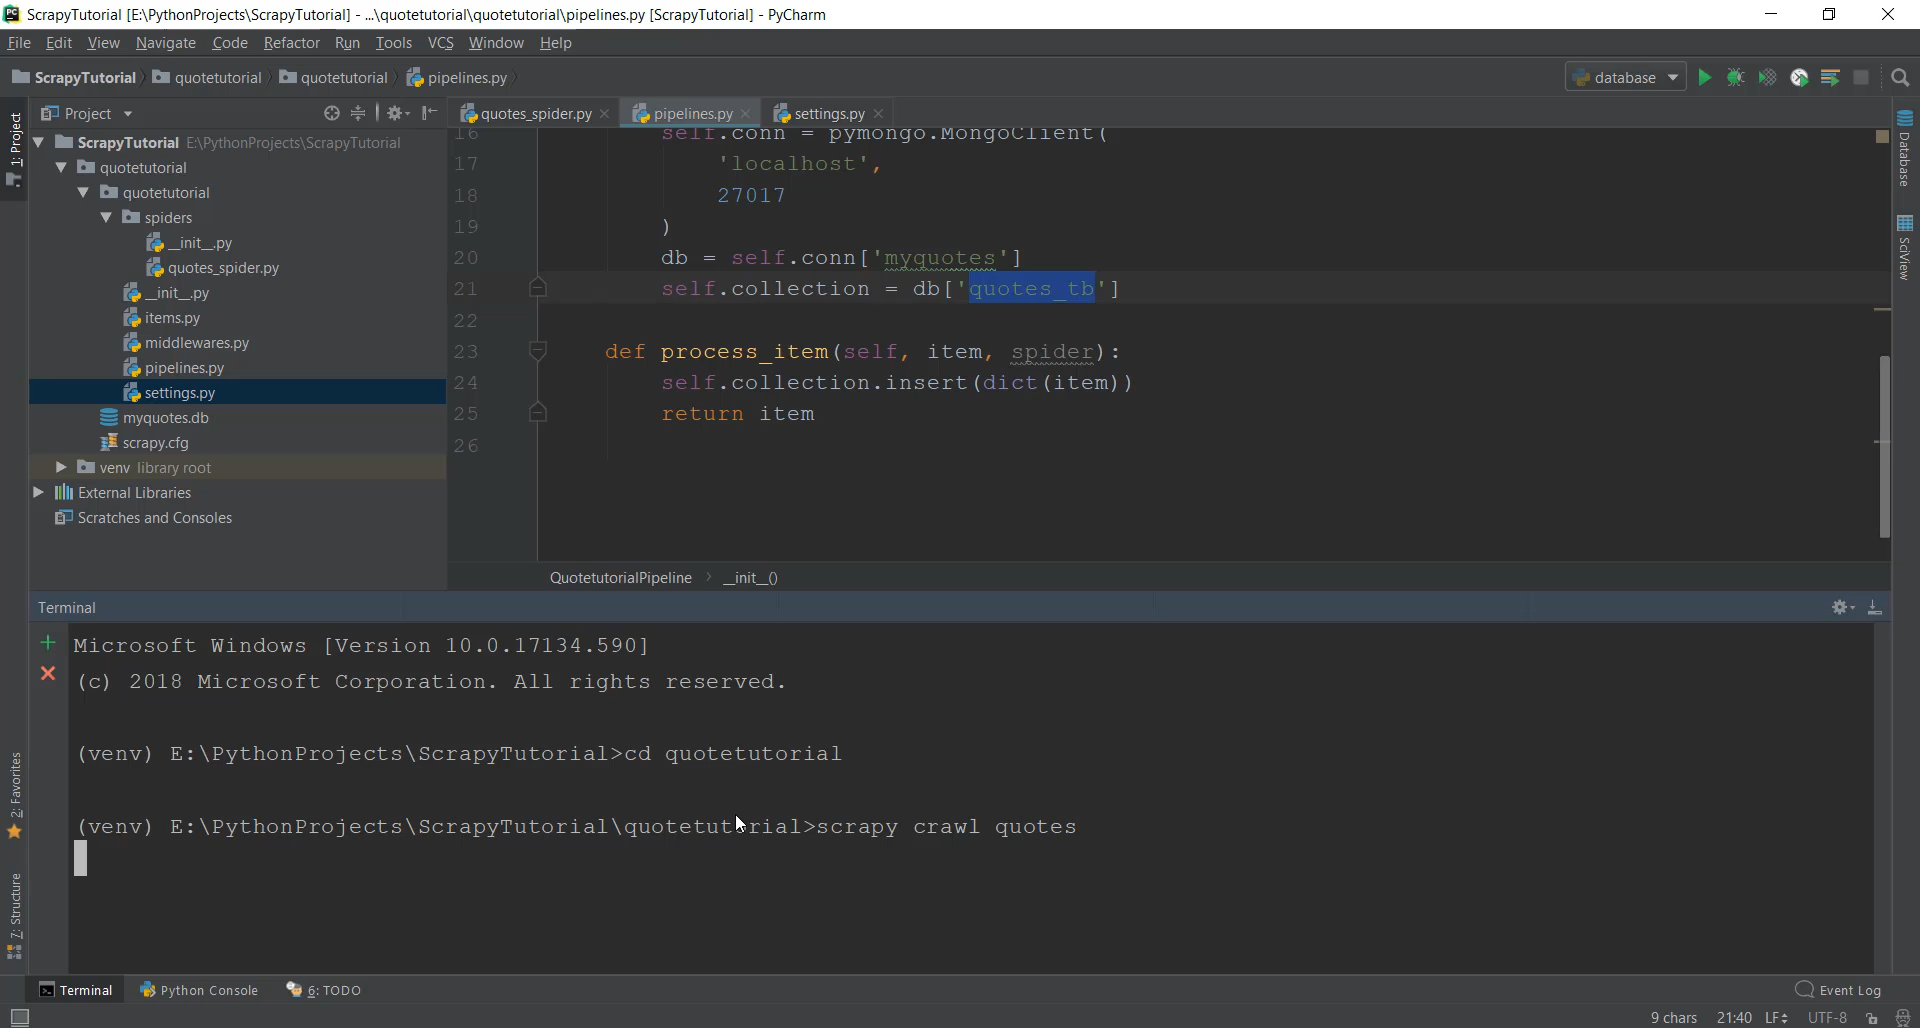 ScrapyTutorial [E:\PythonProjects\ScrapyTutorial] - ...\quotetutorial\quotetutorial\pipelines.py [ScrapyTutorial] - PyCharm
File Edit View Navigate Code Refactor Run Tools VCS Window Help
ScrapyTutorial quotetutorial quotetutorial pipelines.py database
Project quotes_spider.py pipelines.py settings.py
1: Project
ScrapyTutorial E:\PythonProjects\ScrapyTutorial
quotetutorial
quotetutorial
spiders
__init__.py
quotes_spider.py
__init__.py
items.py
middlewares.py
pipelines.py
settings.py
myquotes.db
scrapy.cfg
venv library root
External Libraries
Scratches and Consoles
16 self.conn = pymongo.MongoClient(
17 'localhost',
18 27017
19 )
20 db = self.conn['myquotes']
21 self.collection = db['quotes_tb']
22
23 def process_item(self, item, spider):
24 self.collection.insert(dict(item))
25 return item
26
QuotetutorialPipeline __init__()
Database
SciView
Terminal
Microsoft Windows [Version 10.0.17134.590]
(c) 2018 Microsoft Corporation. All rights reserved.
(venv) E:\PythonProjects\ScrapyTutorial>cd quotetutorial
(venv) E:\PythonProjects\ScrapyTutorial\quotetutorial>scrapy crawl quotes
2: Favorites
7: Structure
Terminal Python Console 6: TODO Event Log
9 chars 21:40 LF UTF-8